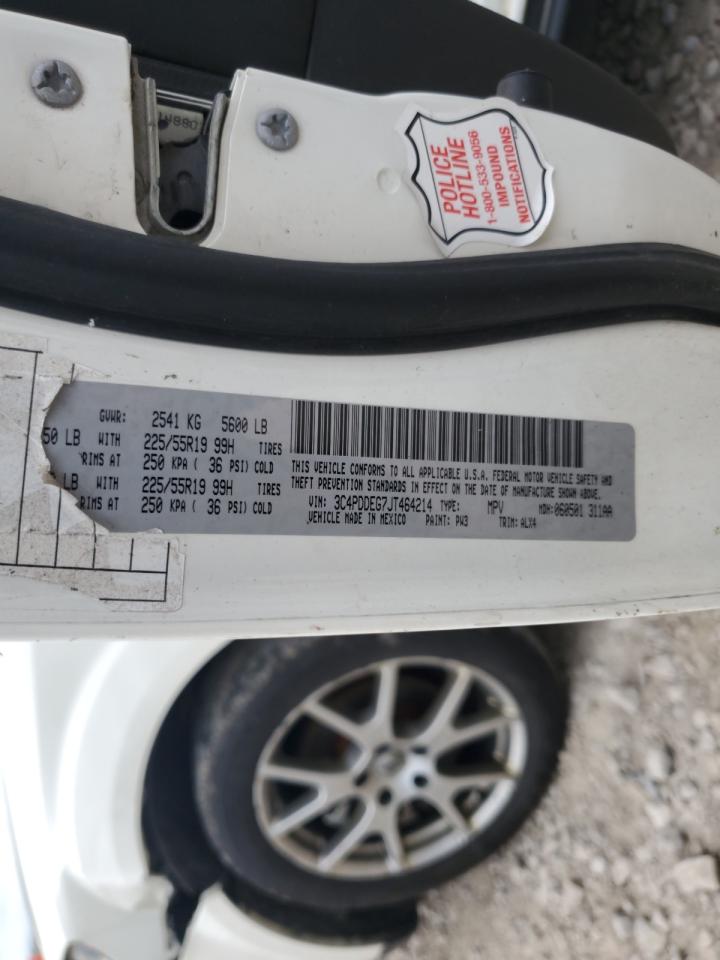 POLICE
HOTLINE
1-800-533-9056
IMPOUND
NOTIFICATIONS
GVWR: 2541 KG 5600 LB
50 LB WITH 225/55R19 99H TIRES
RIMS AT 250 KPA ( 36 PSI) COLD
LB WITH 225/55R19 99H TIRES
RIMS AT 250 KPA ( 36 PSI) COLD
THIS VEHICLE CONFORMS TO ALL APPLICABLE U.S.A. FEDERAL MOTOR VEHICLE SAFETY AND
THEFT PREVENTION STANDARDS IN EFFECT ON THE DATE OF MANUFACTURE SHOWN ABOVE.
VIN: 3C4PDDEG7JT464214 TYPE: MPV MDH: 060501 311AA
VEHICLE MADE IN MEXICO PAINT: PW3 TRIM: ALX4